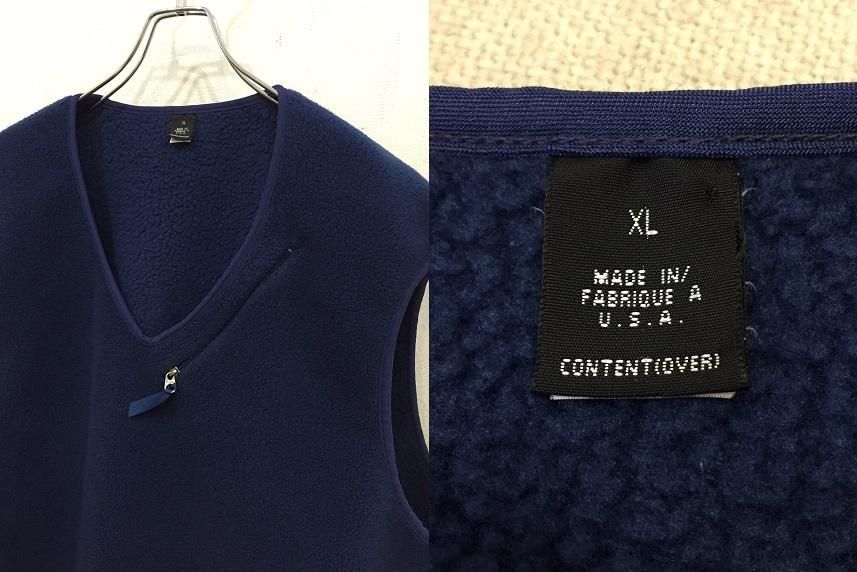 XL
MADE IN/
FABRIQUE A
U.S.A.
CONTENT(OVER)